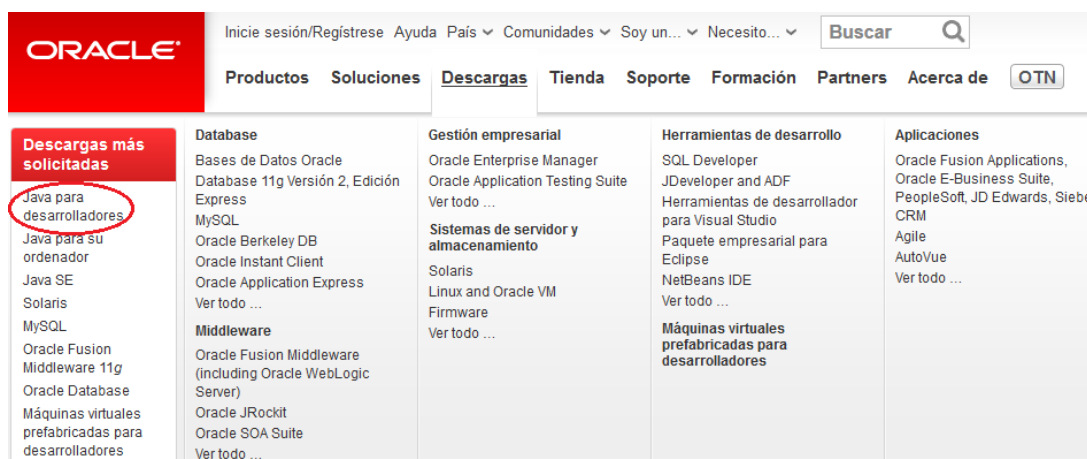 ORACLE
Inicie sesión/Regístrese Ayuda País Comunidades Soy un... Necesito... Buscar
Productos Soluciones Descargas Tienda Soporte Formación Partners Acerca de OTN
Descargas más
solicitadas
Java para
desarrolladores
Java para su
ordenador
Java SE
Solaris
MySQL
Oracle Fusion
Middleware 11g
Oracle Database
Máquinas virtuales
prefabricadas para
desarrolladores
Database
Bases de Datos Oracle
Database 11g Versión 2, Edición
Express
MySQL
Oracle Berkeley DB
Oracle Instant Client
Oracle Application Express
Ver todo ...
Middleware
Oracle Fusion Middleware
(including Oracle WebLogic
Server)
Oracle JRockit
Oracle SOA Suite
Ver todo ...
Gestión empresarial
Oracle Enterprise Manager
Oracle Application Testing Suite
Ver todo ...
Sistemas de servidor y
almacenamiento
Solaris
Linux and Oracle VM
Firmware
Ver todo ...
Herramientas de desarrollo
SQL Developer
JDeveloper and ADF
Herramientas de desarrollador
para Visual Studio
Paquete empresarial para
Eclipse
NetBeans IDE
Ver todo ...
Máquinas virtuales
prefabricadas para
desarrolladores
Aplicaciones
Oracle Fusion Applications,
Oracle E-Business Suite,
PeopleSoft, JD Edwards, Siebe
CRM
Agile
AutoVue
Ver todo ...